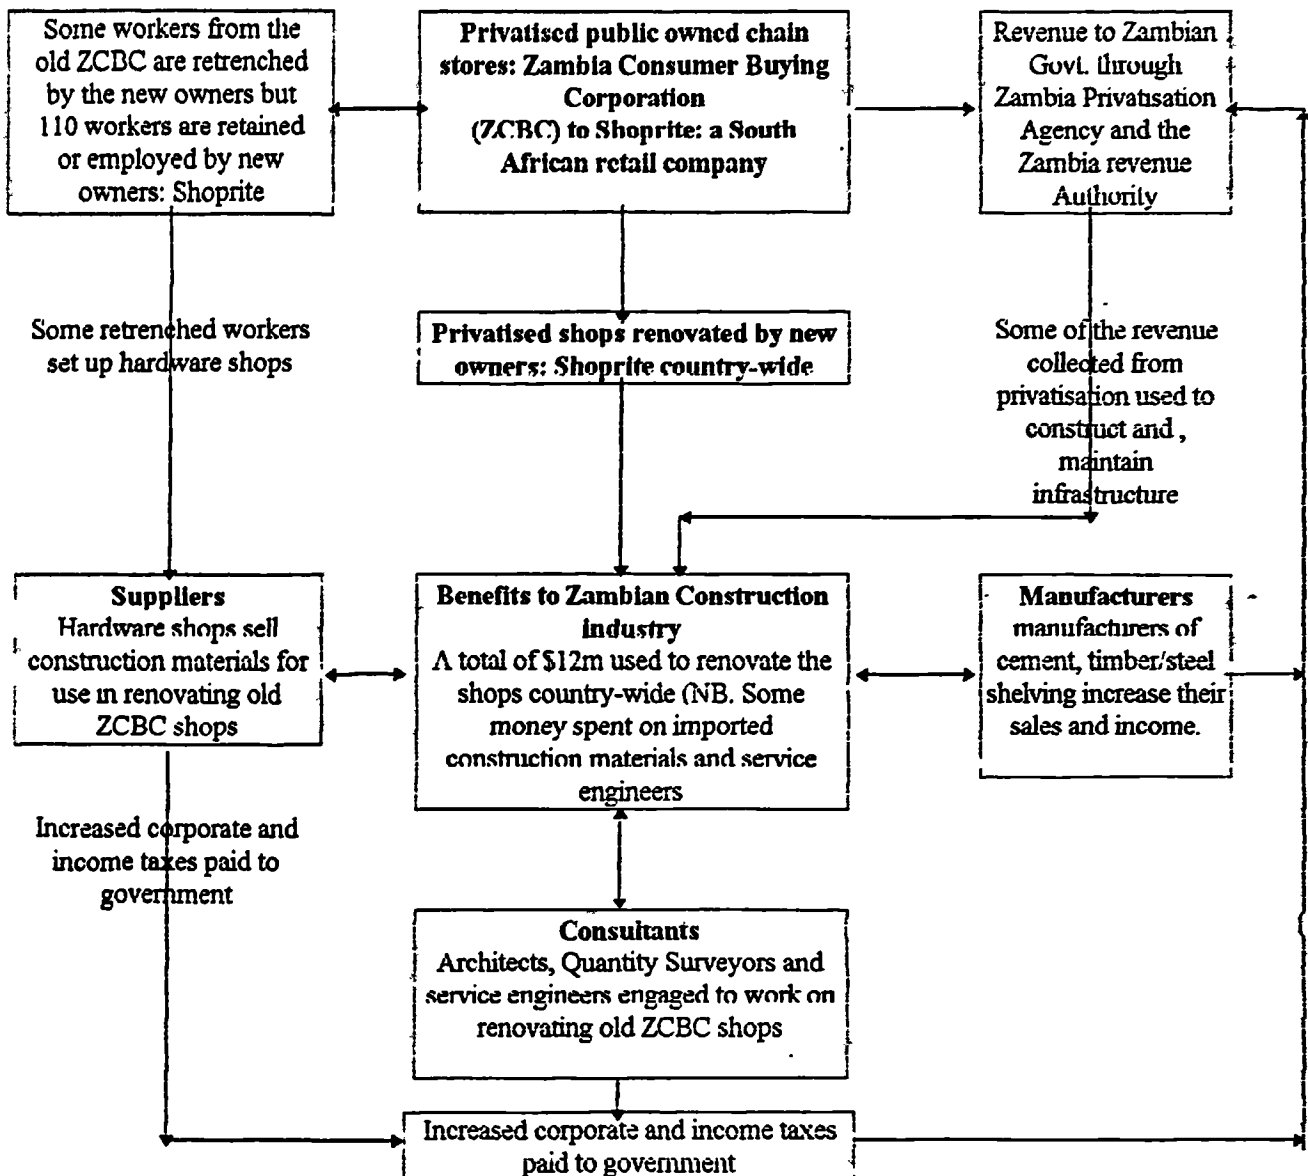 Some workers from the
old ZCBC are retrenched
by the new owners but
110 workers are retained
or employed by new
owners: Shoprite
Privatised public owned chain
stores: Zambia Consumer Buying
Corporation
(ZCBC) to Shoprite: a South
African retail company
Revenue to Zambian
Govt. through
Zambia Privatisation
Agency and the
Zambia revenue
Authority
Some retrenched workers
set up hardware shops
Privatised shops renovated by new
owners: Shoprite country-wide
Some of the revenue
collected from
privatisation used to
construct and ,
maintain
infrastructure
Suppliers
Hardware shops sell
construction materials for
use in renovating old
ZCBC shops
Benefits to Zambian Construction
industry
A total of $12m used to renovate the
shops country-wide (NB. Some
money spent on imported
construction materials and service
engineers
Manufacturers
manufacturers of
cement, timber/steel
shelving increase their
sales and income.
Increased corporate and
income taxes paid to
government
Consultants
Architects, Quantity Surveyors and
service engineers engaged to work on
renovating old ZCBC shops
Increased corporate and income taxes
paid to government